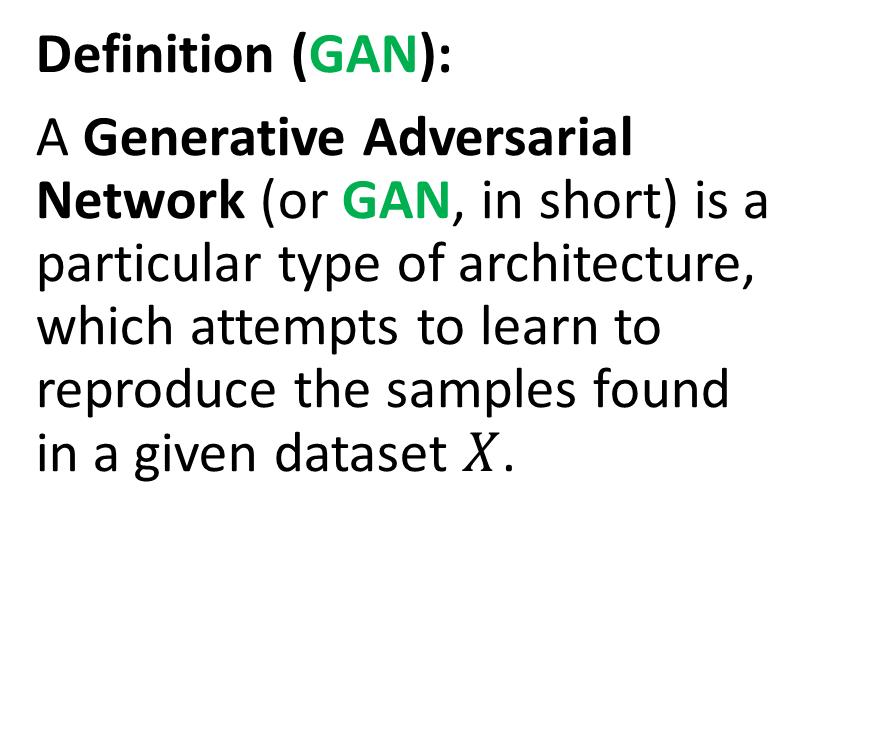 Definition (GAN):
A Generative Adversarial
Network (or GAN, in short) is a
particular type of architecture,
which attempts to learn to
reproduce the samples found
in a given dataset X.